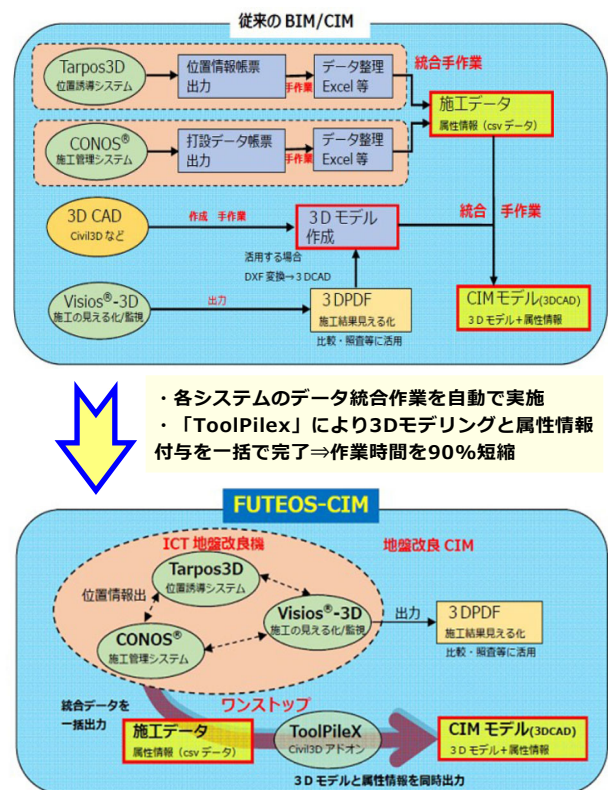 従来の BIM/CIM
Tarpos3D
位置誘導システム
位置情報帳票
出力
手作業
データ整理
Excel 等
統合手作業
施工データ
属性情報(csv データ)
CONOS®
施工管理システム
打設データ帳票
出力
手作業
データ整理
Excel 等
3D CAD
Civil3D など
作成 手作業
3Dモデル
作成
統合 手作業
活用する場合
DXF 変換→3DCAD
Visios®-3D
施工の見える化/監視
出力
3DPDF
施工結果見える化
比較・照査等に活用
CIMモデル(3DCAD)
3Dモデル+属性情報
・各システムのデータ統合作業を自動で実施
・「ToolPilex」により3Dモデリングと属性情報
付与を一括で完了⇒作業時間を90%短縮
FUTEOS-CIM
ICT 地盤改良機
地盤改良 CIM
Tarpos3D
位置誘導システム
位置情報出
Visios®-3D
施工の見える化/監視
出力
3DPDF
施工結果見える化
比較・照査等に活用
CONOS®
施工管理システム
統合データを
一括出力
ワンストップ
施工データ
属性情報(csv データ)
ToolPileX
Civil3D アドオン
CIM モデル(3DCAD)
3Dモデル+属性情報
3Dモデルと属性情報を同時出力